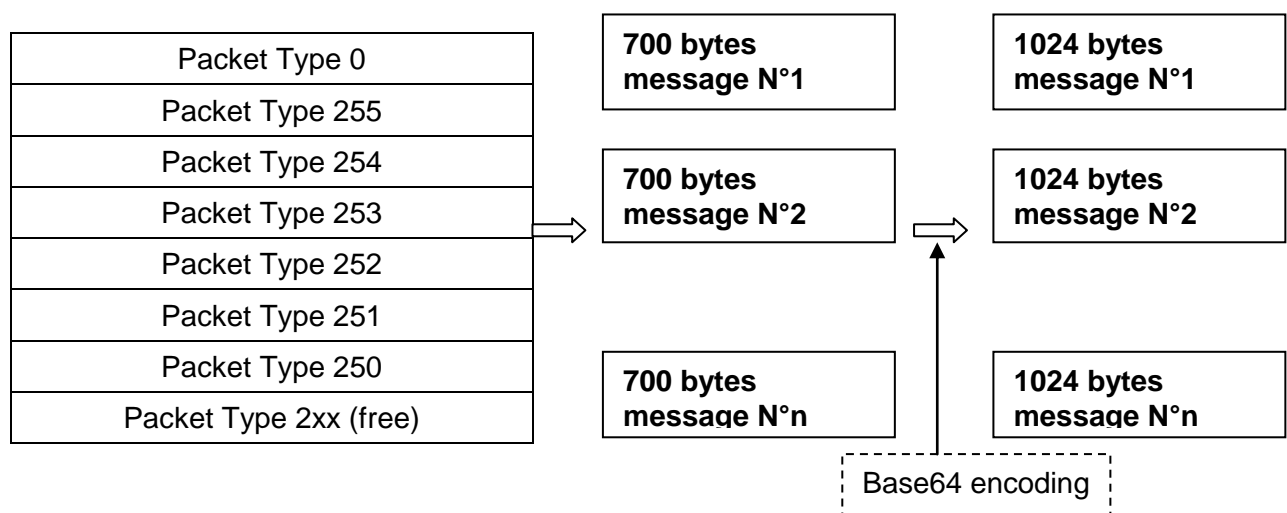 Packet Type 0
Packet Type 255
Packet Type 254
Packet Type 253
Packet Type 252
Packet Type 251
Packet Type 250
Packet Type 2xx (free)
700 bytes
message N°1
700 bytes
message N°2
700 bytes
message N°n
1024 bytes
message N°1
1024 bytes
message N°2
1024 bytes
message N°n
Base64 encoding